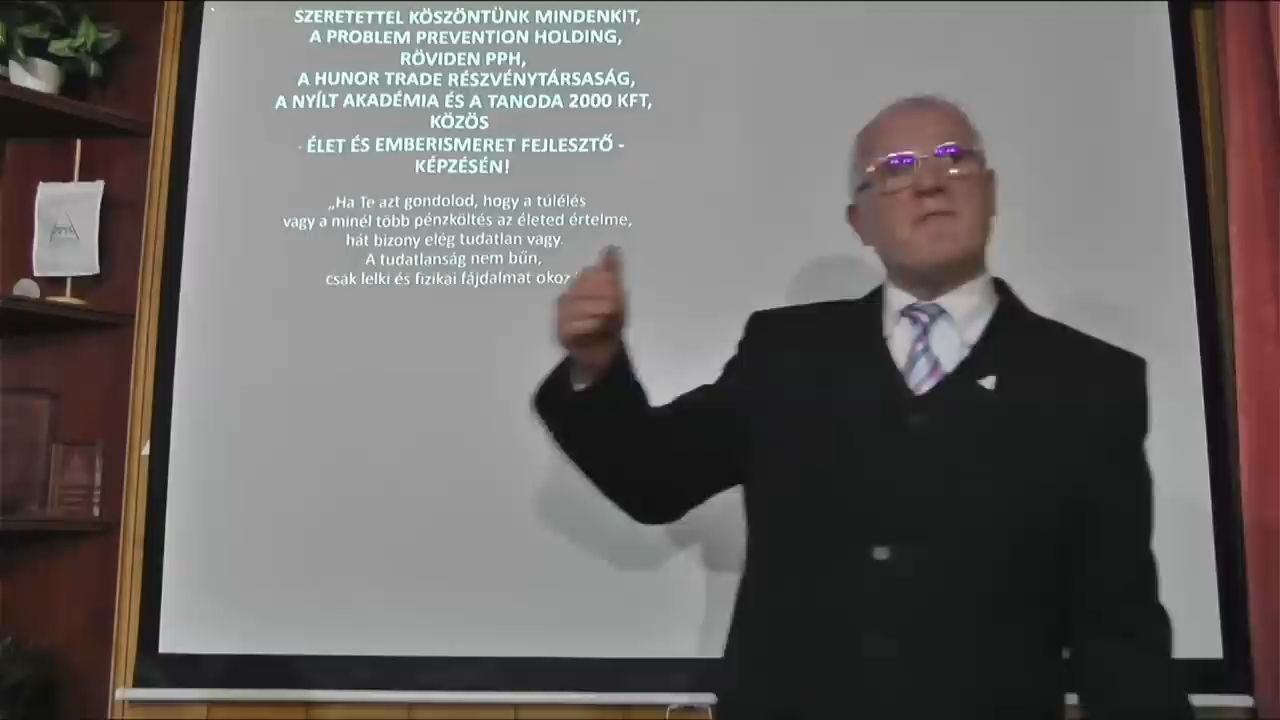 SZERETETTEL KÖSZÖNTÜNK MINDENKIT,
A PROBLEM PREVENTION HOLDING,
RÖVIDEN PPH,
A HUNOR TRADE RÉSZVÉNYTÁRSASÁG,
A NYÍLT AKADÉMIA ÉS A TANODA 2000 KFT,
KÖZÖS
- ÉLET ÉS EMBERISMERET FEJLESZTŐ -
KÉPZÉSÉN!
„Ha Te azt gondolod, hogy a túlélés
vagy a minél több pénzköltés az életed értelme,
hát bizony elég tudatlan vagy.
A tudatlanság nem bűn,
csak lelki és fizikai fájdalmat okoz